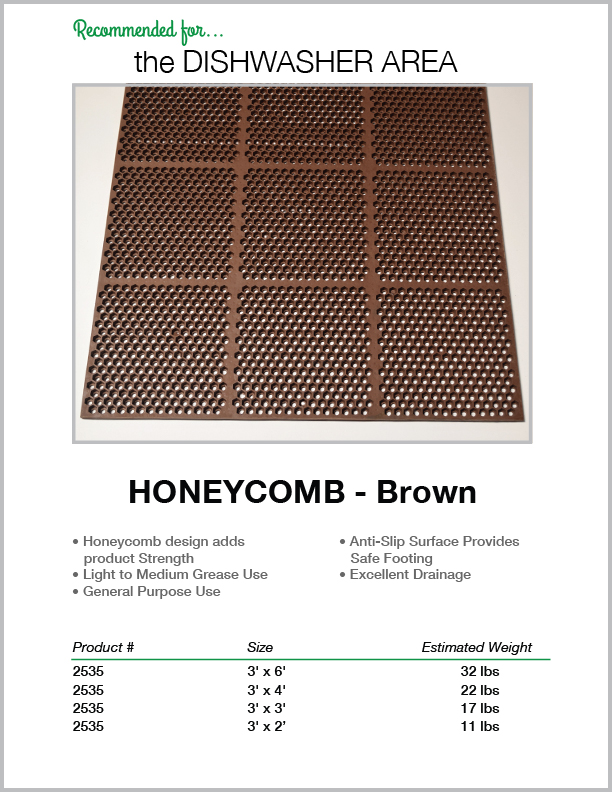 Recommended for...
the DISHWASHER AREA
HONEYCOMB - Brown
• Honeycomb design adds
product Strength
• Light to Medium Grease Use
• General Purpose Use
• Anti-Slip Surface Provides
Safe Footing
• Excellent Drainage
Product # Size Estimated Weight
2535 3' x 6' 32 lbs
2535 3' x 4' 22 lbs
2535 3' x 3' 17 lbs
2535 3' x 2’ 11 lbs